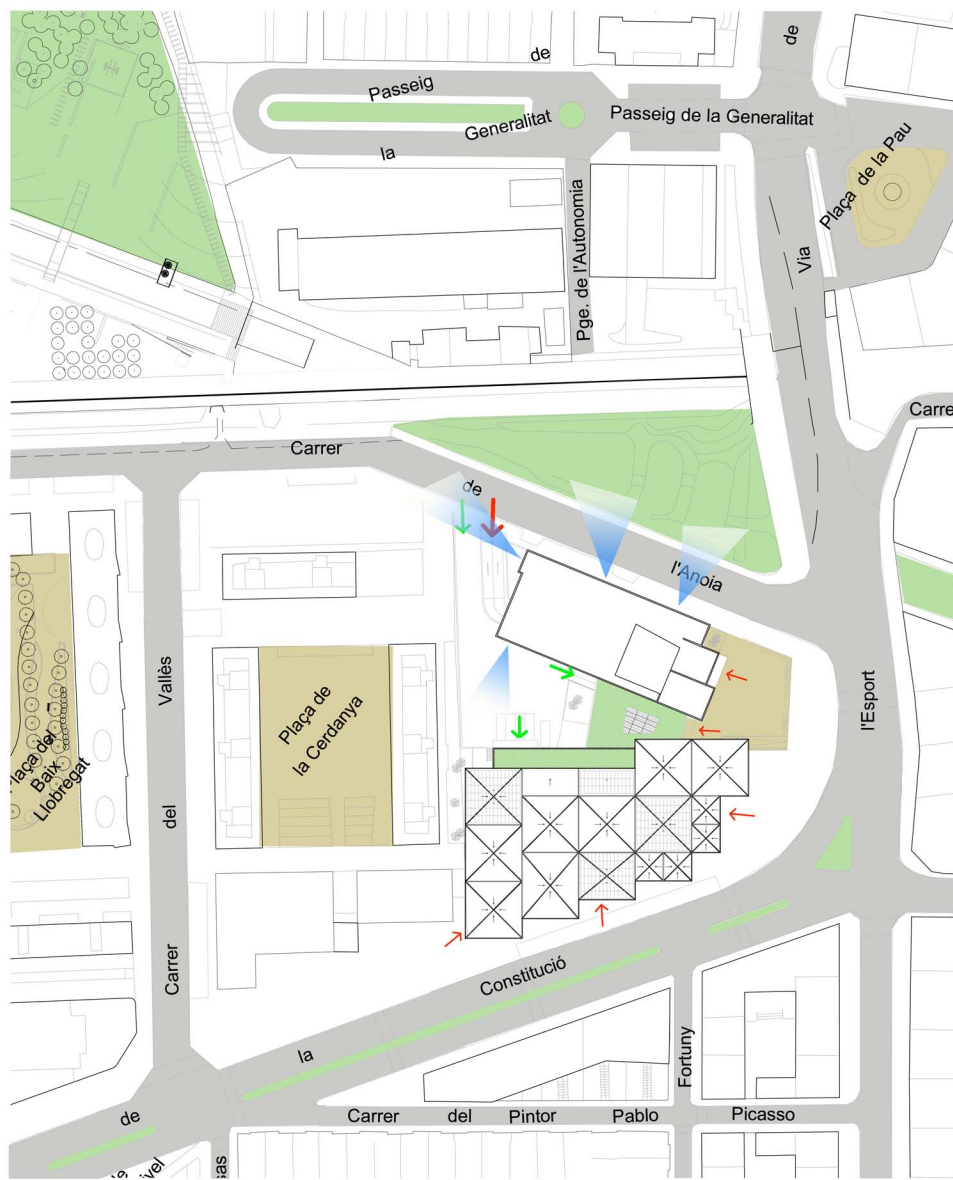 de
de
Passeig
Passeig de la Generalitat
Generalitat
la
Plaça de la Pau
Pge. de l'Autonomia
Via
Carre
Carrer
de
l'Anoia
Vallès
Plaça de
la Cerdanya
l'Esport
Plaça del
Baix
Llobregat
del
Carrer
Constitució
la
de
Fortuny
Carrer del Pintor Pablo Picasso